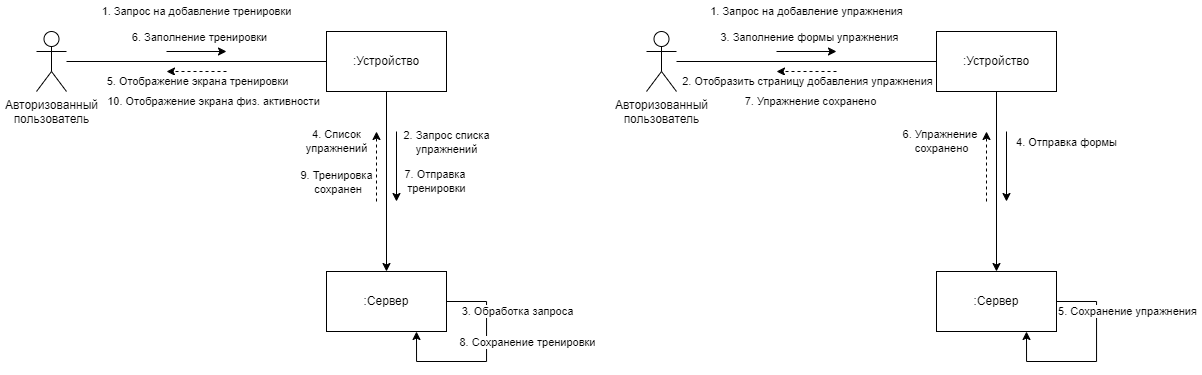 1. Запрос на добавление тренировки
6. Заполнение тренировки
:Устройство
5. Отображение экрана тренировки
10. Отображение экрана физ. активности
Авторизованный
пользователь
4. Список
упражнений
2. Запрос списка
упражнений
9. Тренировка
сохранен
7. Отправка
тренировки
:Сервер
3. Обработка запроса
8. Сохранение тренировки
1. Запрос на добавление упражнения
3. Заполнение формы упражнения
:Устройство
2. Отобразить страницу добавления упражнения
7. Упражнение сохранено
Авторизованный
пользователь
6. Упражнение
сохранено
4. Отправка формы
:Сервер
5. Сохранение упражнения